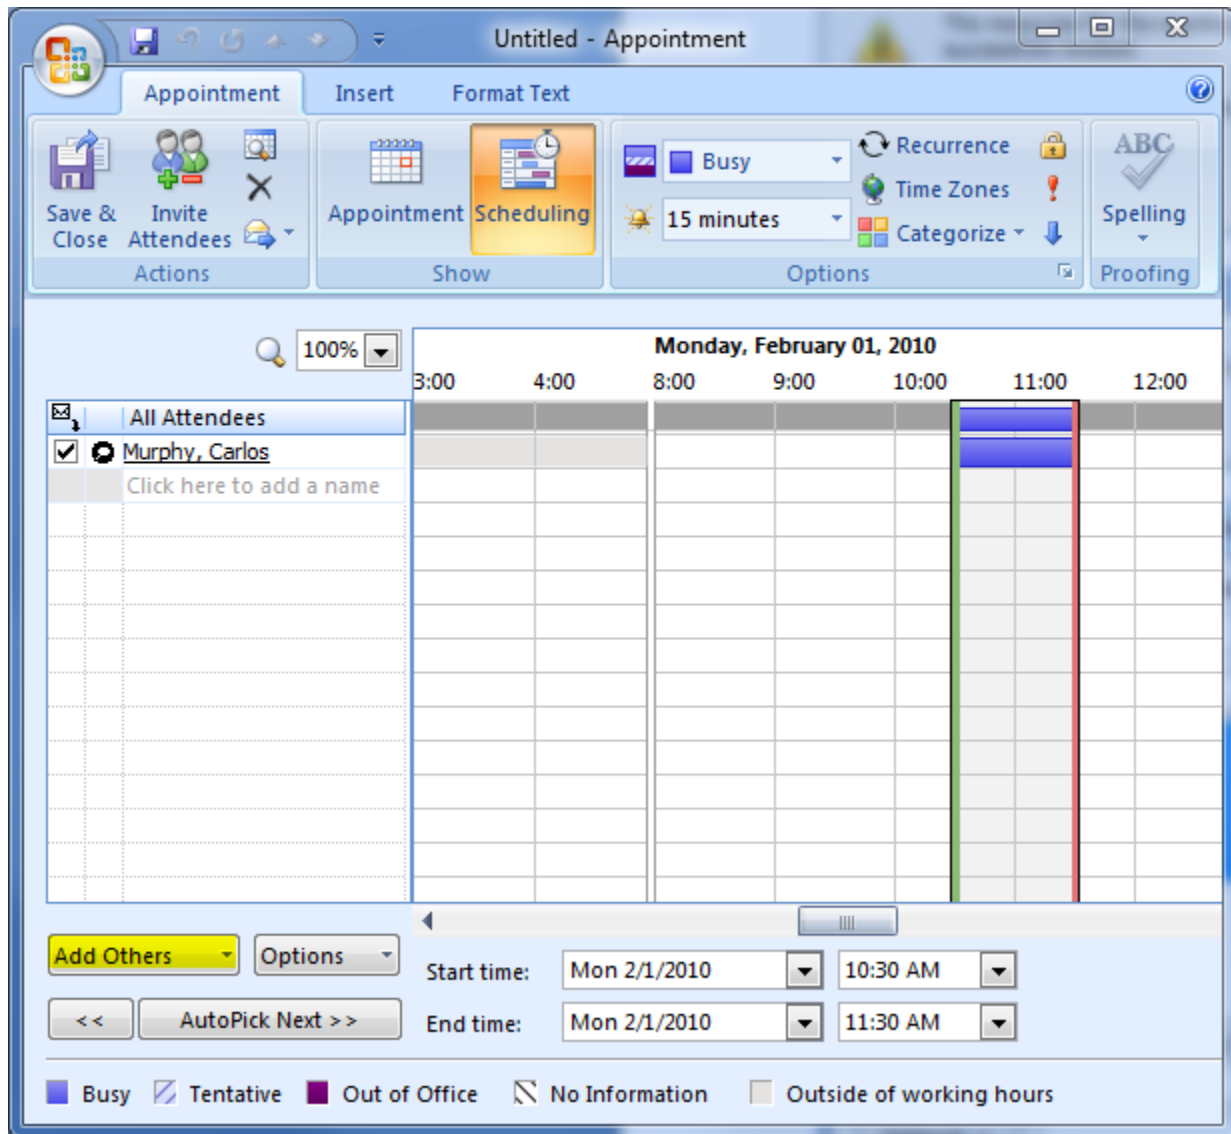 Untitled - Appointment
Appointment Insert Format Text
Save & Close
Invite Attendees
Actions
Appointment Scheduling
Show
Busy
15 minutes
Recurrence
Time Zones
Categorize
Options
ABC
Spelling
Proofing
100%
Monday, February 01, 2010
3:00 4:00 8:00 9:00 10:00 11:00 12:00
All Attendees
Murphy, Carlos
Click here to add a name
Add Others Options
<< AutoPick Next >>
Start time: Mon 2/1/2010 10:30 AM
End time: Mon 2/1/2010 11:30 AM
Busy Tentative Out of Office No Information Outside of working hours